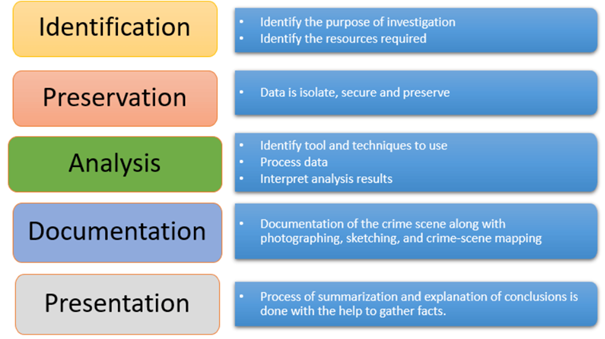 Identification
• Identify the purpose of investigation
• Identify the resources required
Preservation
• Data is isolate, secure and preserve
Analysis
• Identify tool and techniques to use
• Process data
• Interpret analysis results
Documentation
• Documentation of the crime scene along with
photographing, sketching, and crime-scene mapping
Presentation
• Process of summarization and explanation of conclusions is
done with the help to gather facts.